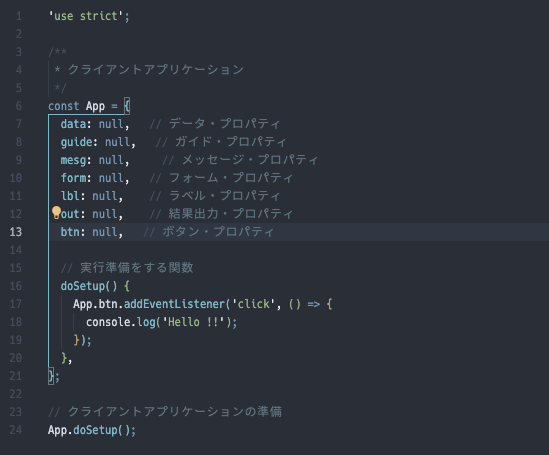 1 'use strict';
2
3 /**
4 * クライアントアプリケーション
5 */
6 const App = {
7 data: null, // データ・プロパティ
8 guide: null, // ガイド・プロパティ
9 mesg: null, // メッセージ・プロパティ
10 form: null, // フォーム・プロパティ
11 lbl: null, // ラベル・プロパティ
12 out: null, // 結果出力・プロパティ
13 btn: null, // ボタン・プロパティ
14
15 // 実行準備をする関数
16 doSetup() {
17 App.btn.addEventListener('click', () => {
18 console.log('Hello !!');
19 });
20 },
21 };
22
23 // クライアントアプリケーションの準備
24 App.doSetup();